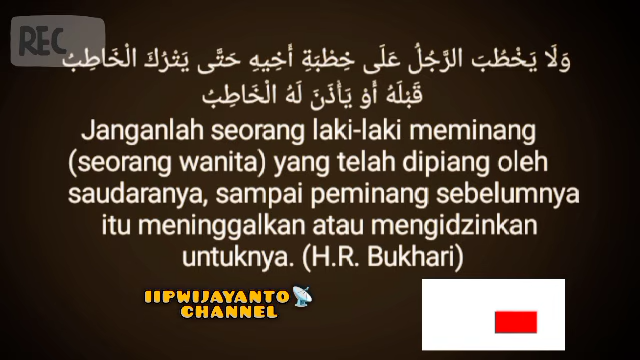 REC
وَلَا يَخْطُبَ الرَّجُلُ عَلَى خِطْبَةِ أَخِيهِ حَتَّى يَتْرُكَ الْخَاطِبُ
قَبْلَهُ أَوْ يَأْذَنَ لَهُ الْخَاطِبُ
Janganlah seorang laki-laki meminang
(seorang wanita) yang telah dipiang oleh
saudaranya, sampai peminang sebelumnya
itu meninggalkan atau mengidzinkan
untuknya. (H.R. Bukhari)
IIPWIJAYANTO
CHANNEL